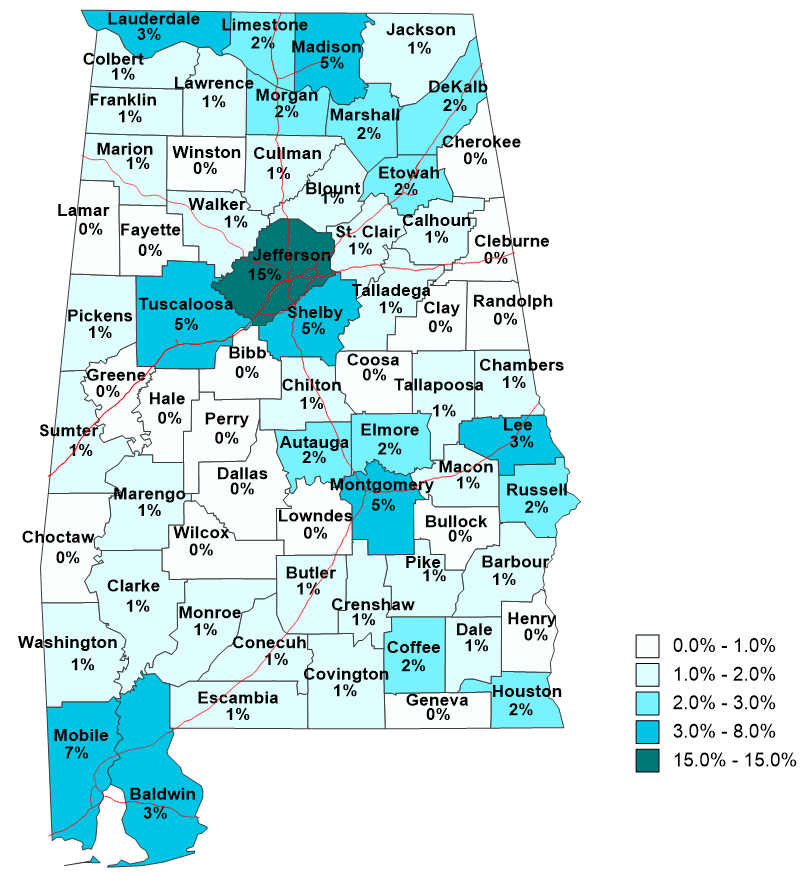 Lauderdale
3%
Limestone
2%
Madison
5%
Jackson
1%
Colbert
1%
Lawrence
1%
Franklin
1%
Morgan
2%
Marshall
2%
DeKalb
2%
Marion
1%
Winston
0%
Cullman
1%
Cherokee
0%
Blount
1%
Etowah
2%
Lamar
0%
Fayette
0%
Walker
1%
St. Clair
1%
Calhoun
1%
Cleburne
0%
Jefferson
15%
Tuscaloosa
5%
Shelby
5%
Talladega
1%
Clay
0%
Randolph
0%
Pickens
1%
Bibb
0%
Greene
0%
Hale
0%
Chilton
1%
Coosa
0%
Tallapoosa
1%
Chambers
1%
Sumter
1%
Perry
0%
Autauga
2%
Elmore
2%
Lee
3%
Dallas
0%
Montgomery
5%
Macon
1%
Russell
2%
Marengo
1%
Choctaw
0%
Wilcox
0%
Lowndes
0%
Bullock
0%
Clarke
1%
Butler
1%
Crenshaw
1%
Pike
1%
Barbour
1%
Washington
1%
Monroe
1%
Conecuh
1%
Covington
1%
Coffee
2%
Dale
1%
Henry
0%
Escambia
1%
Geneva
0%
Houston
2%
Mobile
7%
Baldwin
3%
0.0% - 1.0%
1.0% - 2.0%
2.0% - 3.0%
3.0% - 8.0%
15.0% - 15.0%